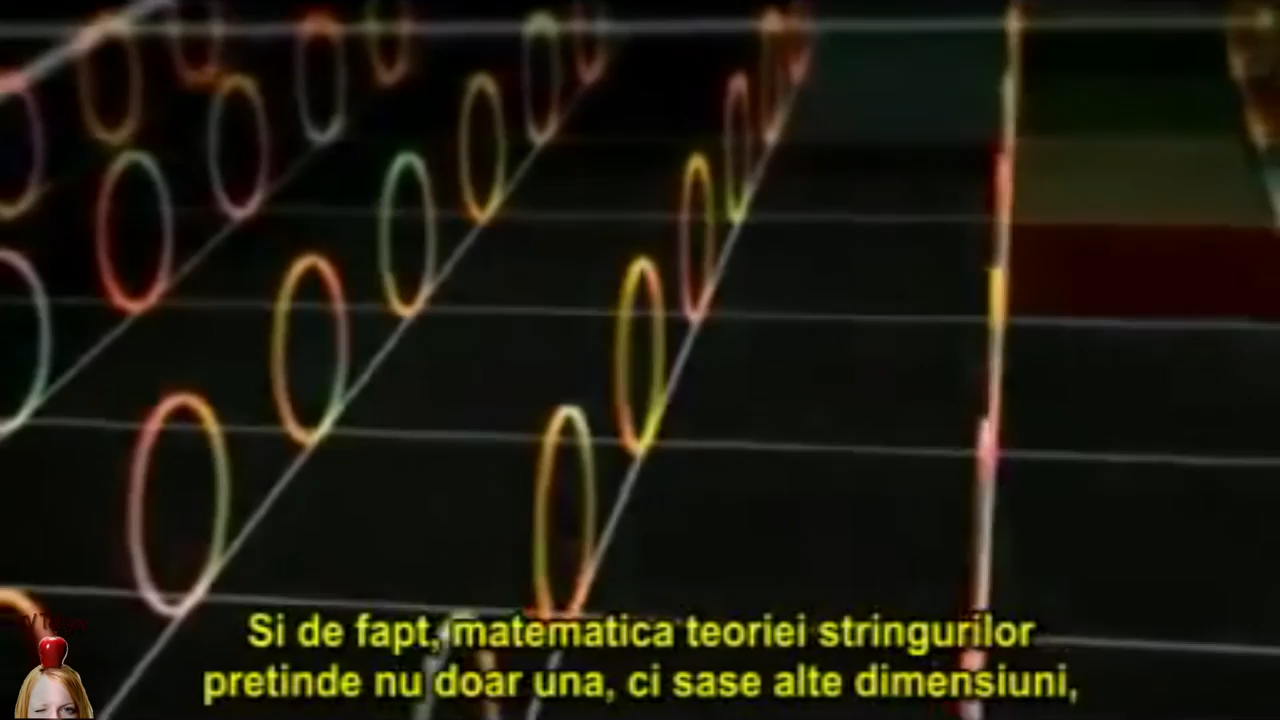 Si de fapt, matematica teoriei stringurilor
pretinde nu doar una, ci sase alte dimensiuni,